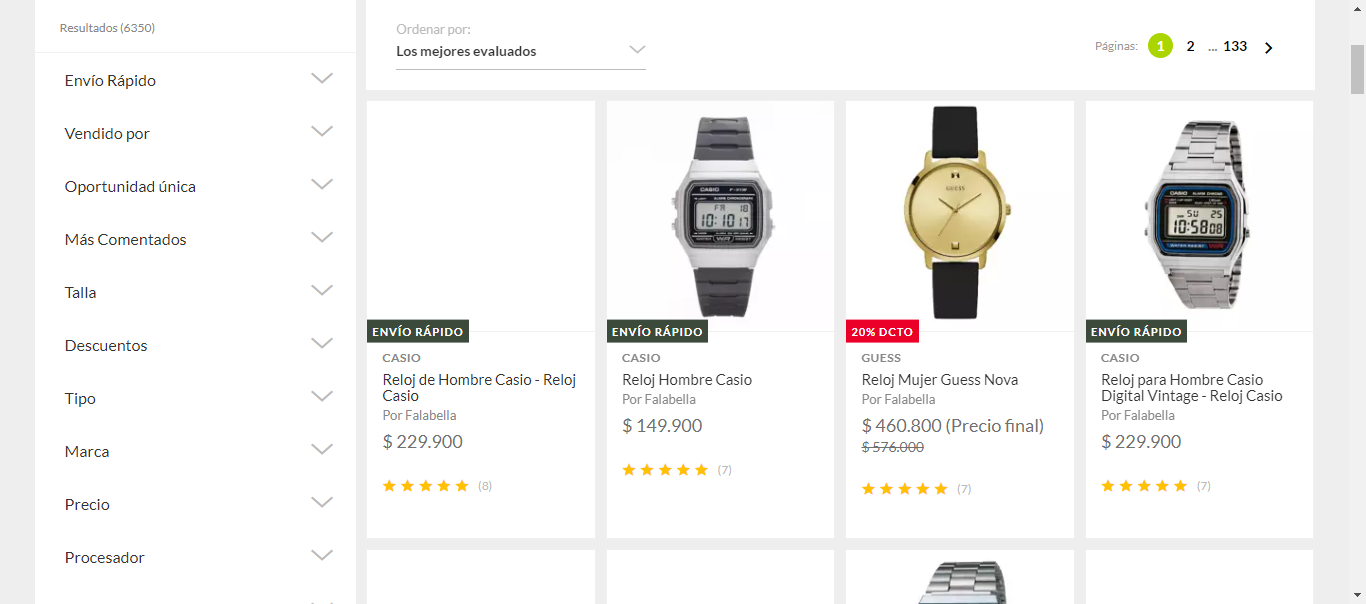 Resultados (6350)
Envío Rápido
Vendido por
Oportunidad única
Más Comentados
Talla
Descuentos
Tipo
Marca
Precio
Procesador
Ordenar por:
Los mejores evaluados
Páginas: 1 2 ... 133
ENVÍO RÁPIDO
CASIO
Reloj de Hombre Casio - Reloj
Casio
Por Falabella
$ 229.900
(8)
CASIO
10:10 17
ENVÍO RÁPIDO
CASIO
Reloj Hombre Casio
Por Falabella
$ 149.900
(7)
GUESS
20% DCTO
GUESS
Reloj Mujer Guess Nova
Por Falabella
$ 460.800 (Precio final)
$ 576.000
(7)
CASIO
SU 25
10:58 08
WATER RESIST
ENVÍO RÁPIDO
CASIO
Reloj para Hombre Casio
Digital Vintage - Reloj Casio
Por Falabella
$ 229.900
(7)